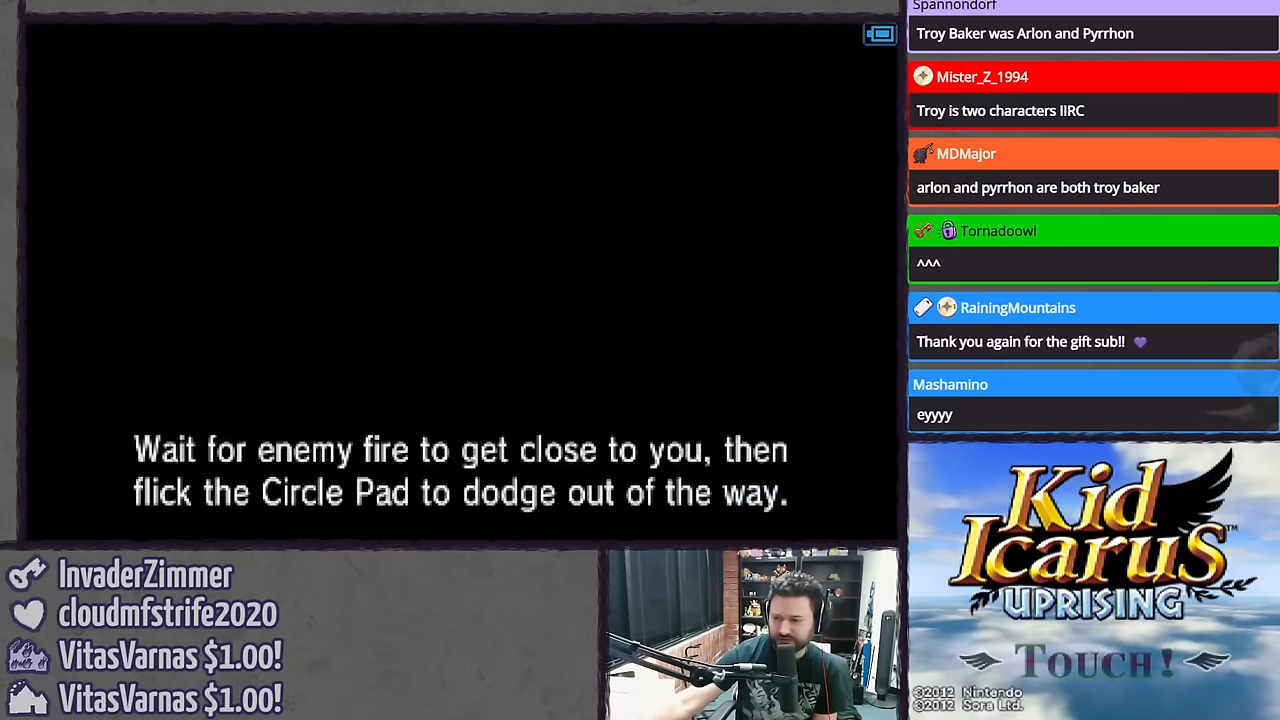 Wait for enemy fire to get close to you, then
flick the Circle Pad to dodge out of the way.
Spannondorf
Troy Baker was Arlon and Pyrrhon
Mister_Z_1994
Troy is two characters IIRC
MDMajor
arlon and pyrrhon are both troy baker
Tornadoowl
^^^
RainingMountains
Thank you again for the gift sub!!
Mashamino
eyyyy
Kid
Icarus™
UPRISING
TOUCH!
©2012 Nintendo
©2012 Sora Ltd.
InvaderZimmer
cloudmfstrife2020
VitasVarnas $1.00!
VitasVarnas $1.00!